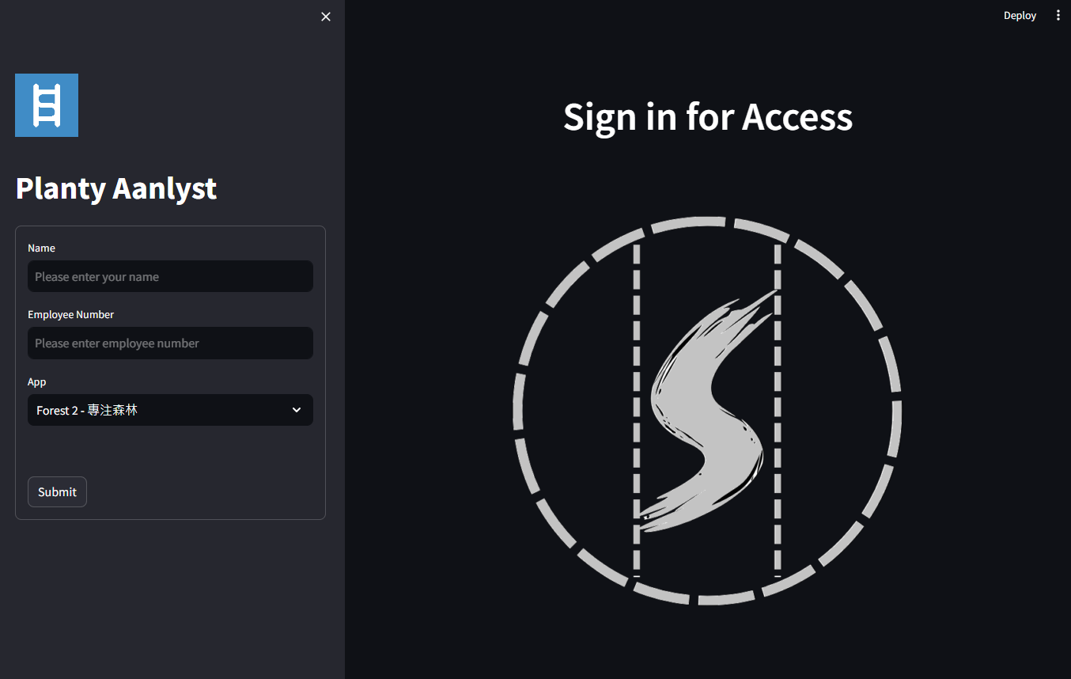 Deploy
Planty Aanlyst
Name
Please enter your name
Employee Number
Please enter employee number
App
Forest 2 - 專注森林
Submit
Sign in for Access
S